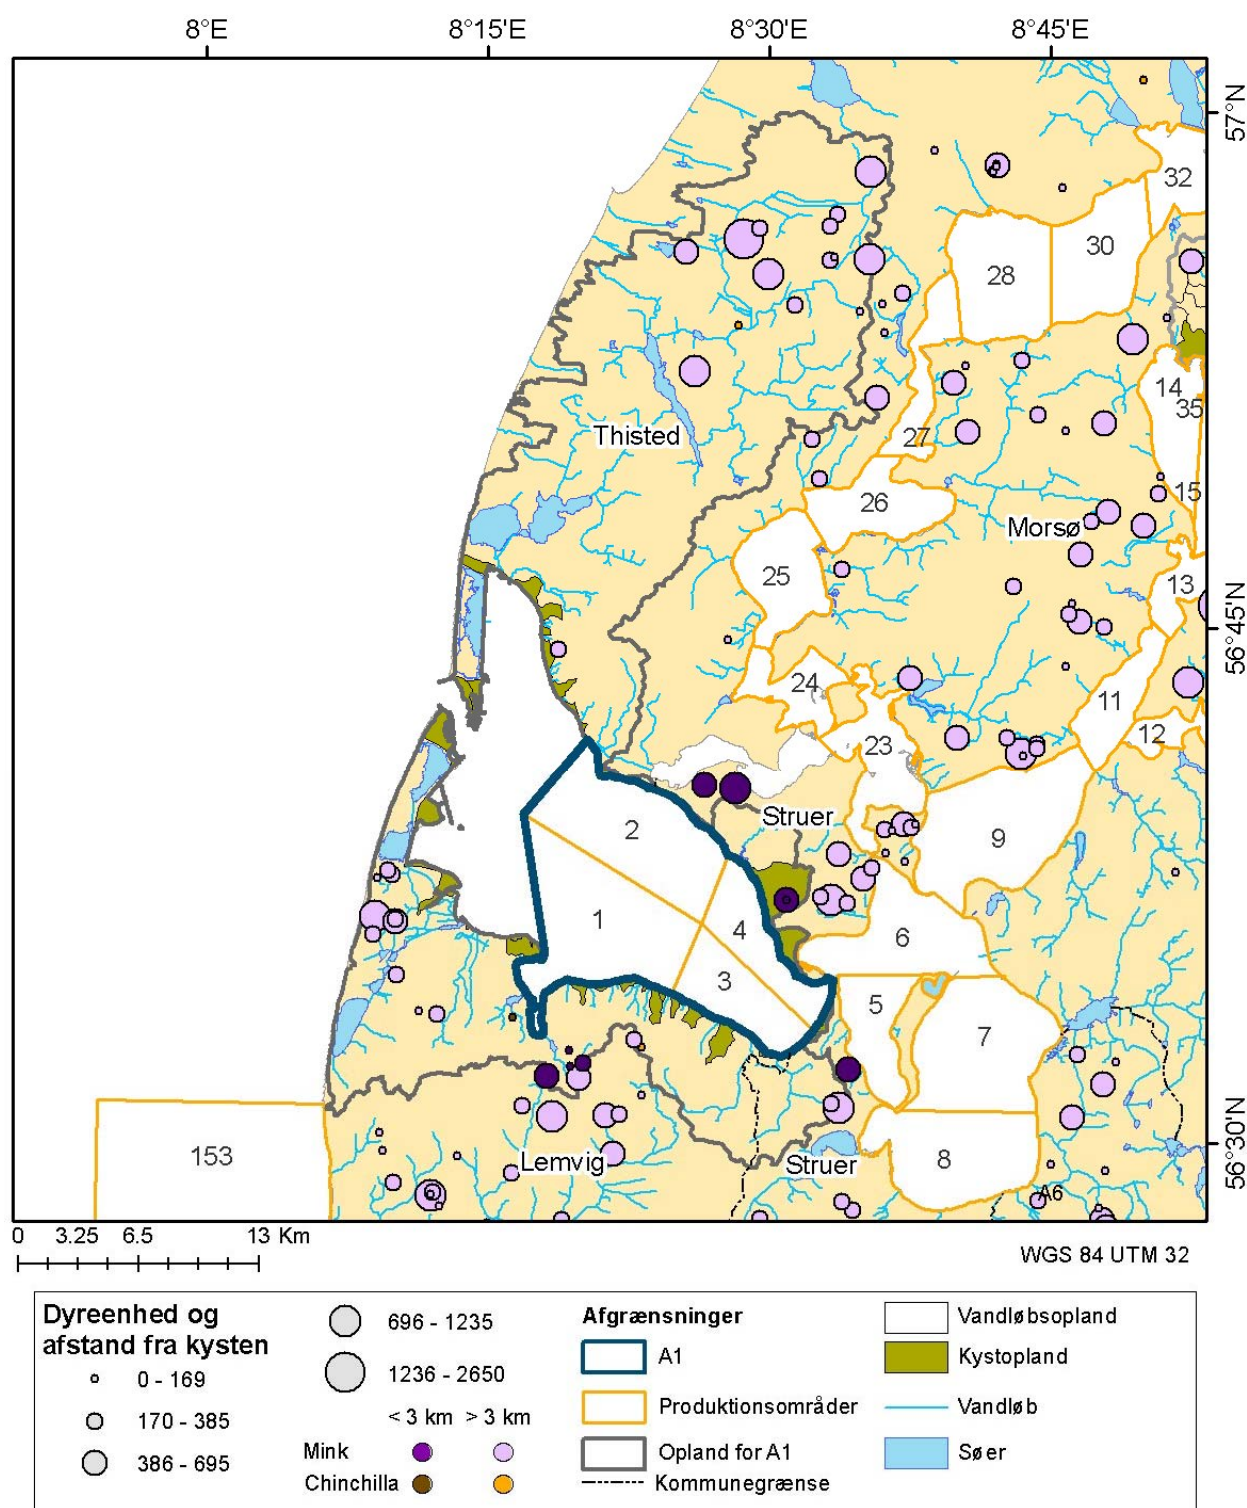 8°E 8°15'E 8°30'E 8°45'E
57°N
32
30
28
14
35
27
Thisted
15
26
Morsø
25
13
56°45'N
24
11
12
23
2
Struer
9
1
4
6
3
5
7
153
Lemvig
Struer
8
56°30'N
A6
0 3.25 6.5 13 Km
WGS 84 UTM 32
Dyreenhed og
afstand fra kysten
0 - 169
170 - 385
386 - 695
696 - 1235
1236 - 2650
< 3 km > 3 km
Mink
Chinchilla
Afgrænsninger
A1
Produktionsområder
Opland for A1
Kommunegrænse
Vandløbsopland
Kystopland
Vandløb
Søer